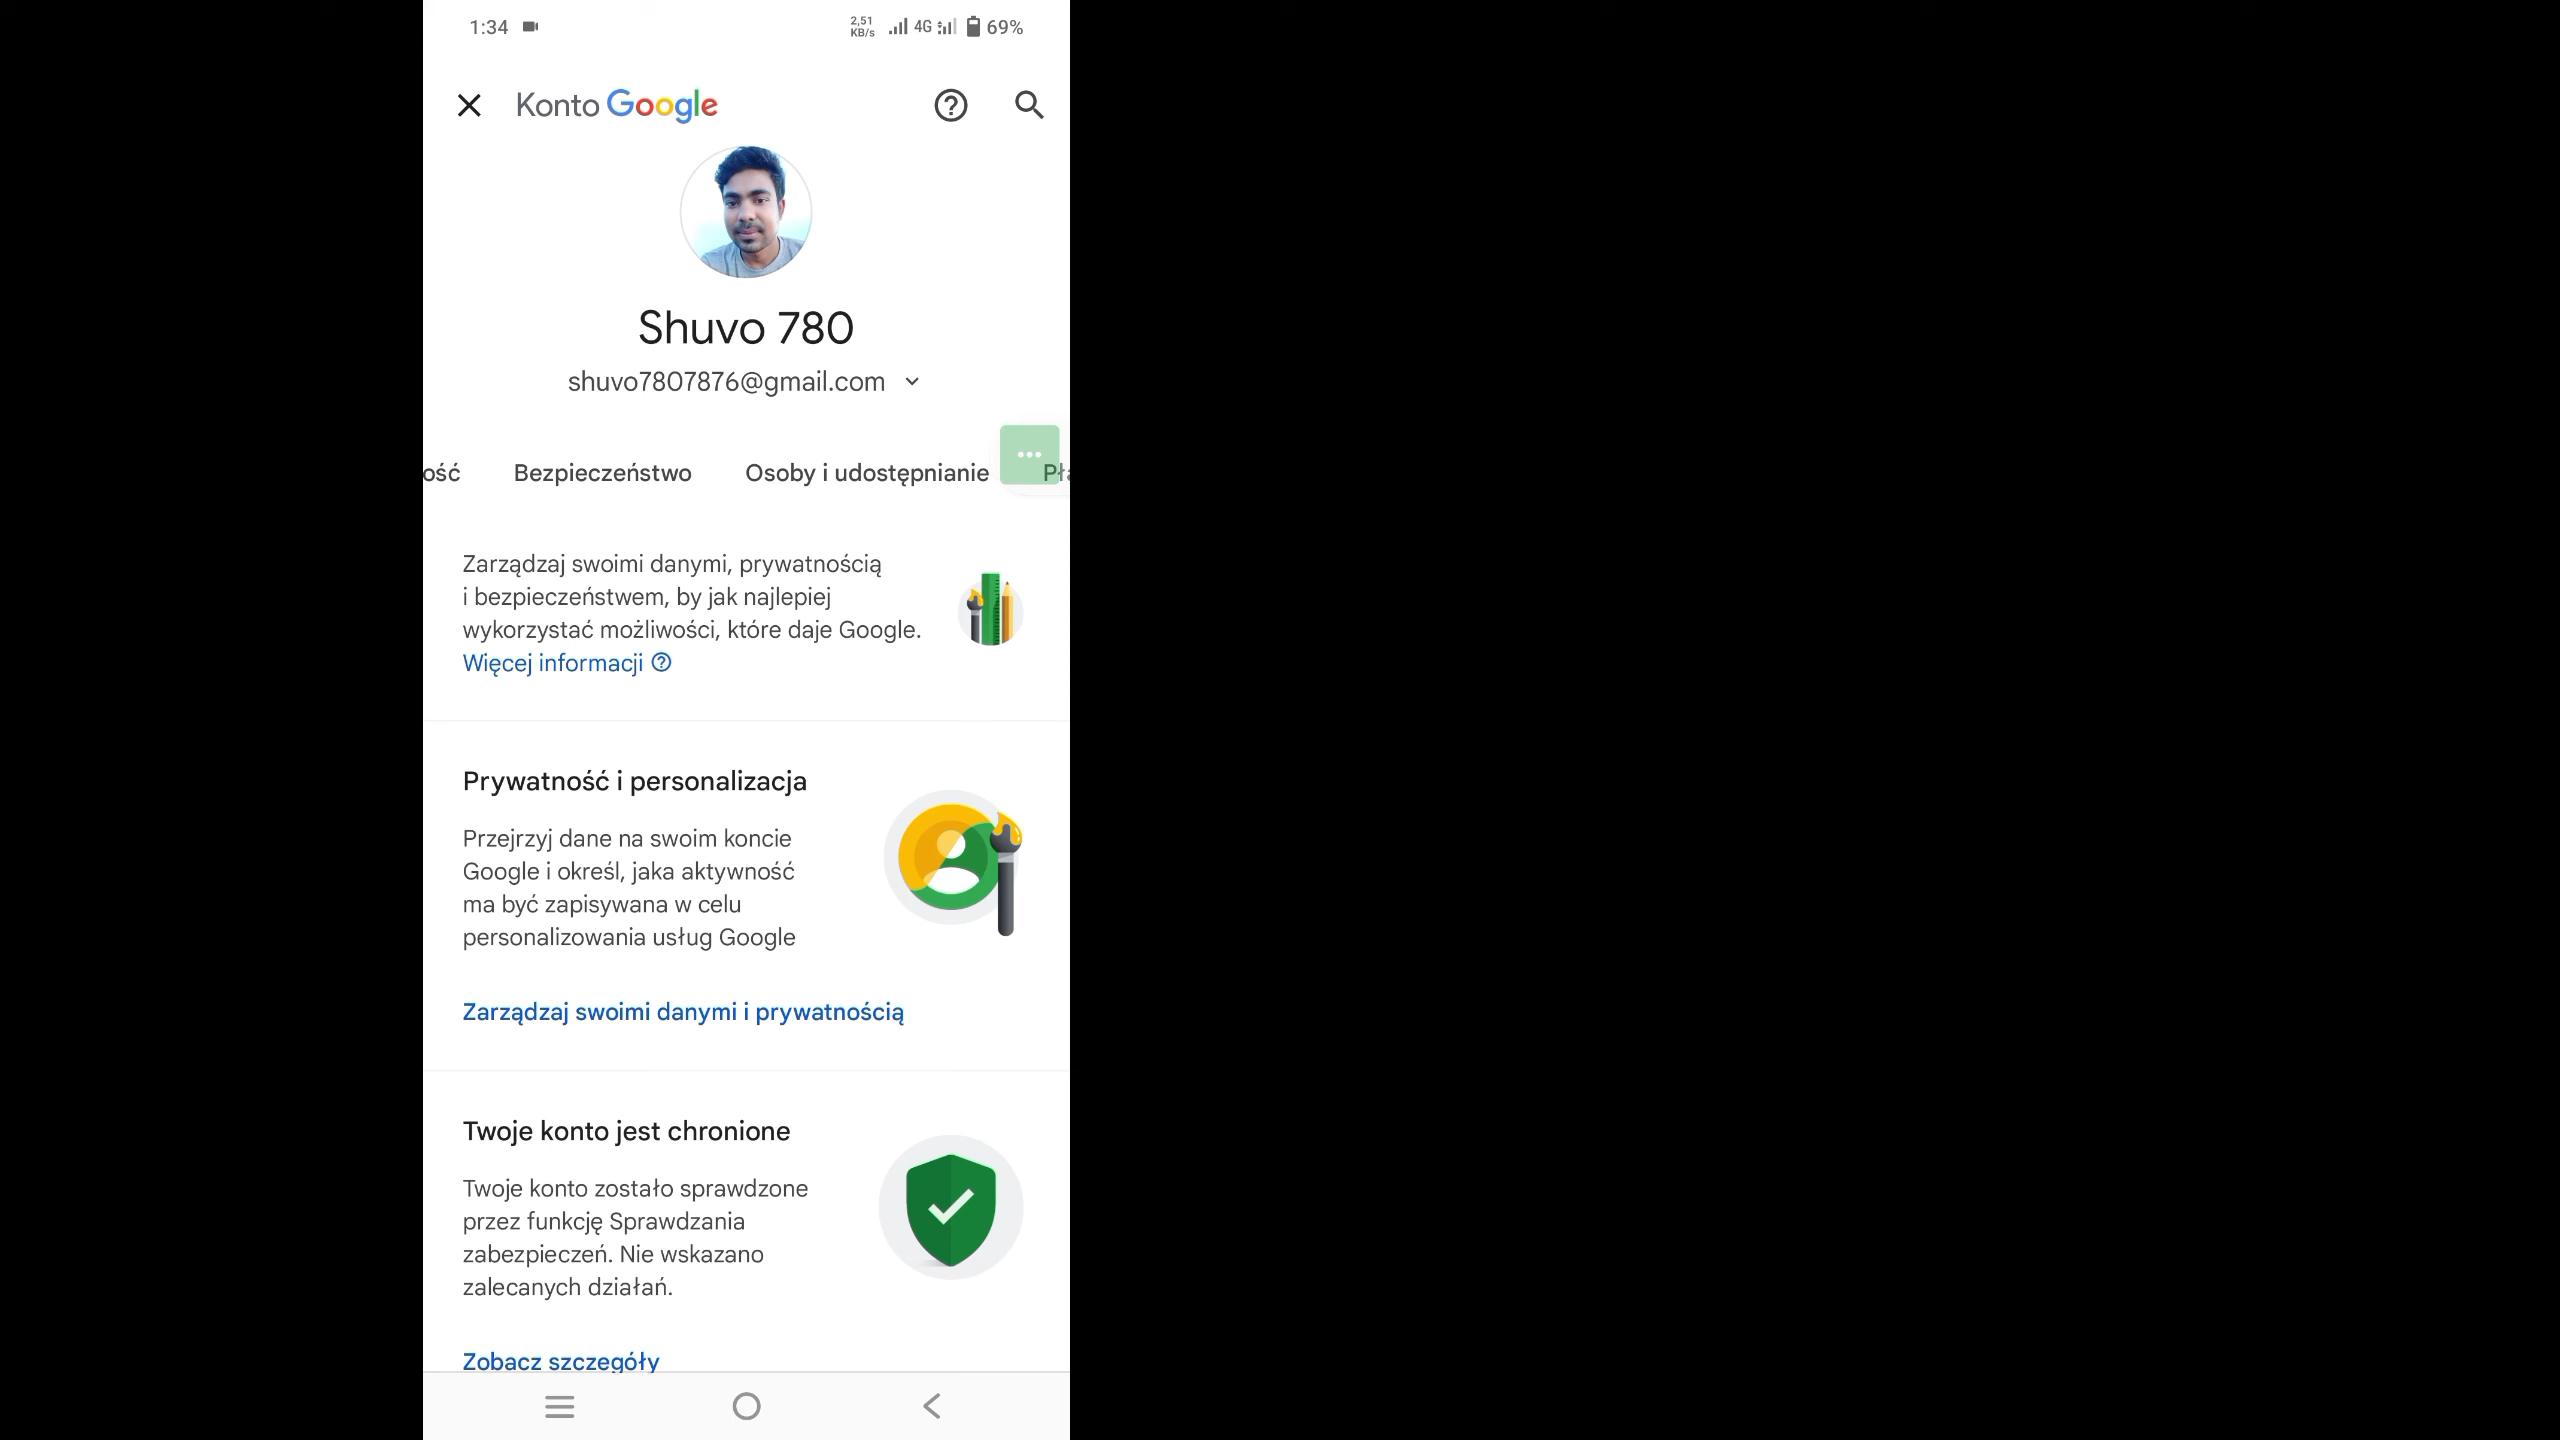 1:34
2,51
KB/s
4G
69%
Konto Google
Shuvo 780
shuvo7807876@gmail.com
ość Bezpieczeństwo Osoby i udostępnianie Pła
Zarządzaj swoimi danymi, prywatnością
i bezpieczeństwem, by jak najlepiej
wykorzystać możliwości, które daje Google.
Więcej informacji
Prywatność i personalizacja
Przejrzyj dane na swoim koncie
Google i określ, jaka aktywność
ma być zapisywana w celu
personalizowania usług Google
Zarządzaj swoimi danymi i prywatnością
Twoje konto jest chronione
Twoje konto zostało sprawdzone
przez funkcję Sprawdzania
zabezpieczeń. Nie wskazano
zalecanych działań.
Zobacz szczegóły